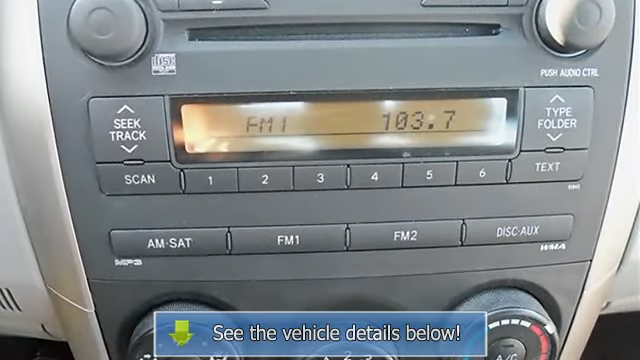 PUSH AUDIO CTRL
FM1 103.7
SEEK TRACK
TYPE FOLDER
SCAN 1 2 3 4 5 6 TEXT
AM·SAT FM1 FM2 DISC·AUX
MP3 WMA
See the vehicle details below!
A/C